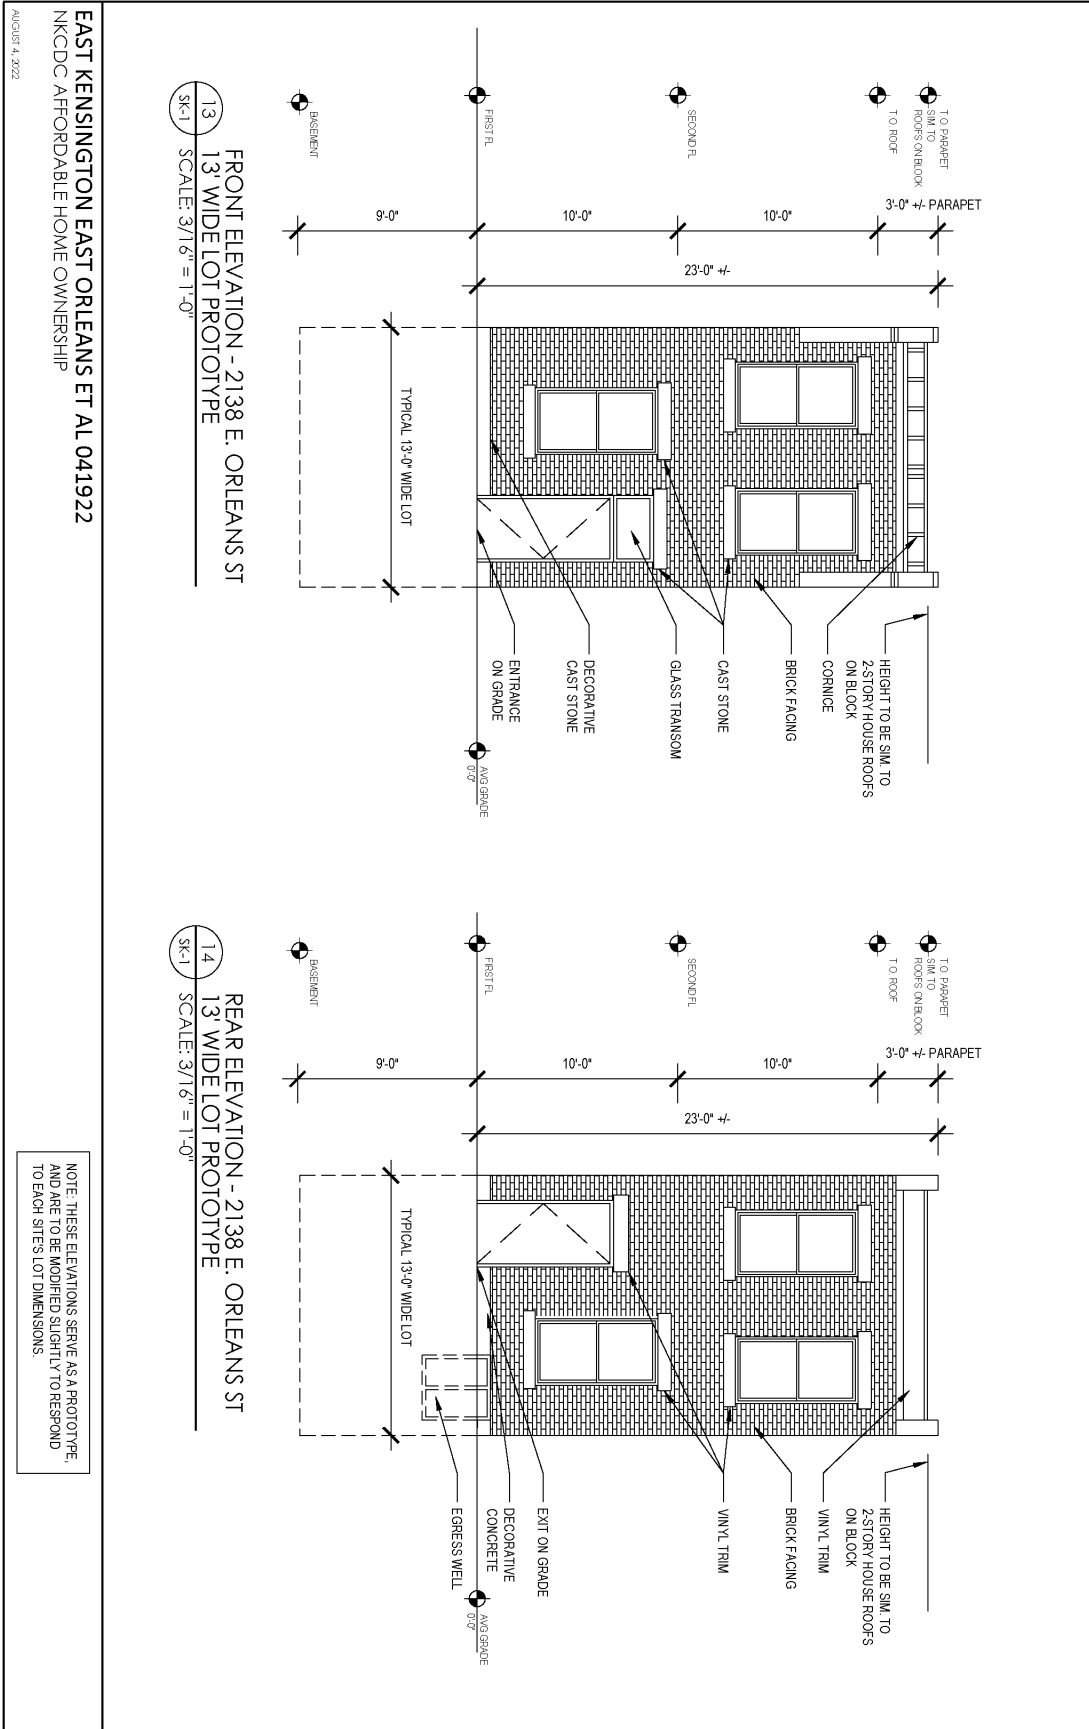 T.O. PARAPET
SIM. TO
ROOFS ON BLOCK
T.O. ROOF
SECOND FL
FIRST FL
BASEMENT
3'-0" +/- PARAPET
10'-0"
10'-0"
9'-0"
23'-0" +/-
TYPICAL 13'-0" WIDE LOT
HEIGHT TO BE SIM. TO
2-STORY HOUSE ROOFS
ON BLOCK
CORNICE
BRICK FACING
CAST STONE
GLASS TRANSOM
DECORATIVE
CAST STONE
ENTRANCE
ON GRADE
AVG GRADE
0'-0"
13
SK-1
FRONT ELEVATION - 2138 E. ORLEANS ST
13' WIDE LOT PROTOTYPE
SCALE: 3/16" = 1'-0"
T.O. PARAPET
SIM. TO
ROOFS ON BLOCK
T.O. ROOF
SECOND FL
FIRST FL
BASEMENT
3'-0" +/- PARAPET
10'-0"
10'-0"
9'-0"
23'-0" +/-
TYPICAL 13'-0" WIDE LOT
HEIGHT TO BE SIM. TO
2-STORY HOUSE ROOFS
ON BLOCK
VINYL TRIM
BRICK FACING
VINYL TRIM
EXIT ON GRADE
DECORATIVE
CONCRETE
EGRESS WELL
AVG GRADE
0'-0"
14
SK-1
REAR ELEVATION - 2138 E. ORLEANS ST
13' WIDE LOT PROTOTYPE
SCALE: 3/16" = 1'-0"
NOTE: THESE ELEVATIONS SERVE AS A PROTOTYPE,
AND ARE TO BE MODIFIED SLIGHTLY TO RESPOND
TO EACH SITE'S LOT DIMENSIONS.
EAST KENSINGTON EAST ORLEANS ET AL 041922
NKCDC AFFORDABLE HOME OWNERSHIP
AUGUST 4, 2022